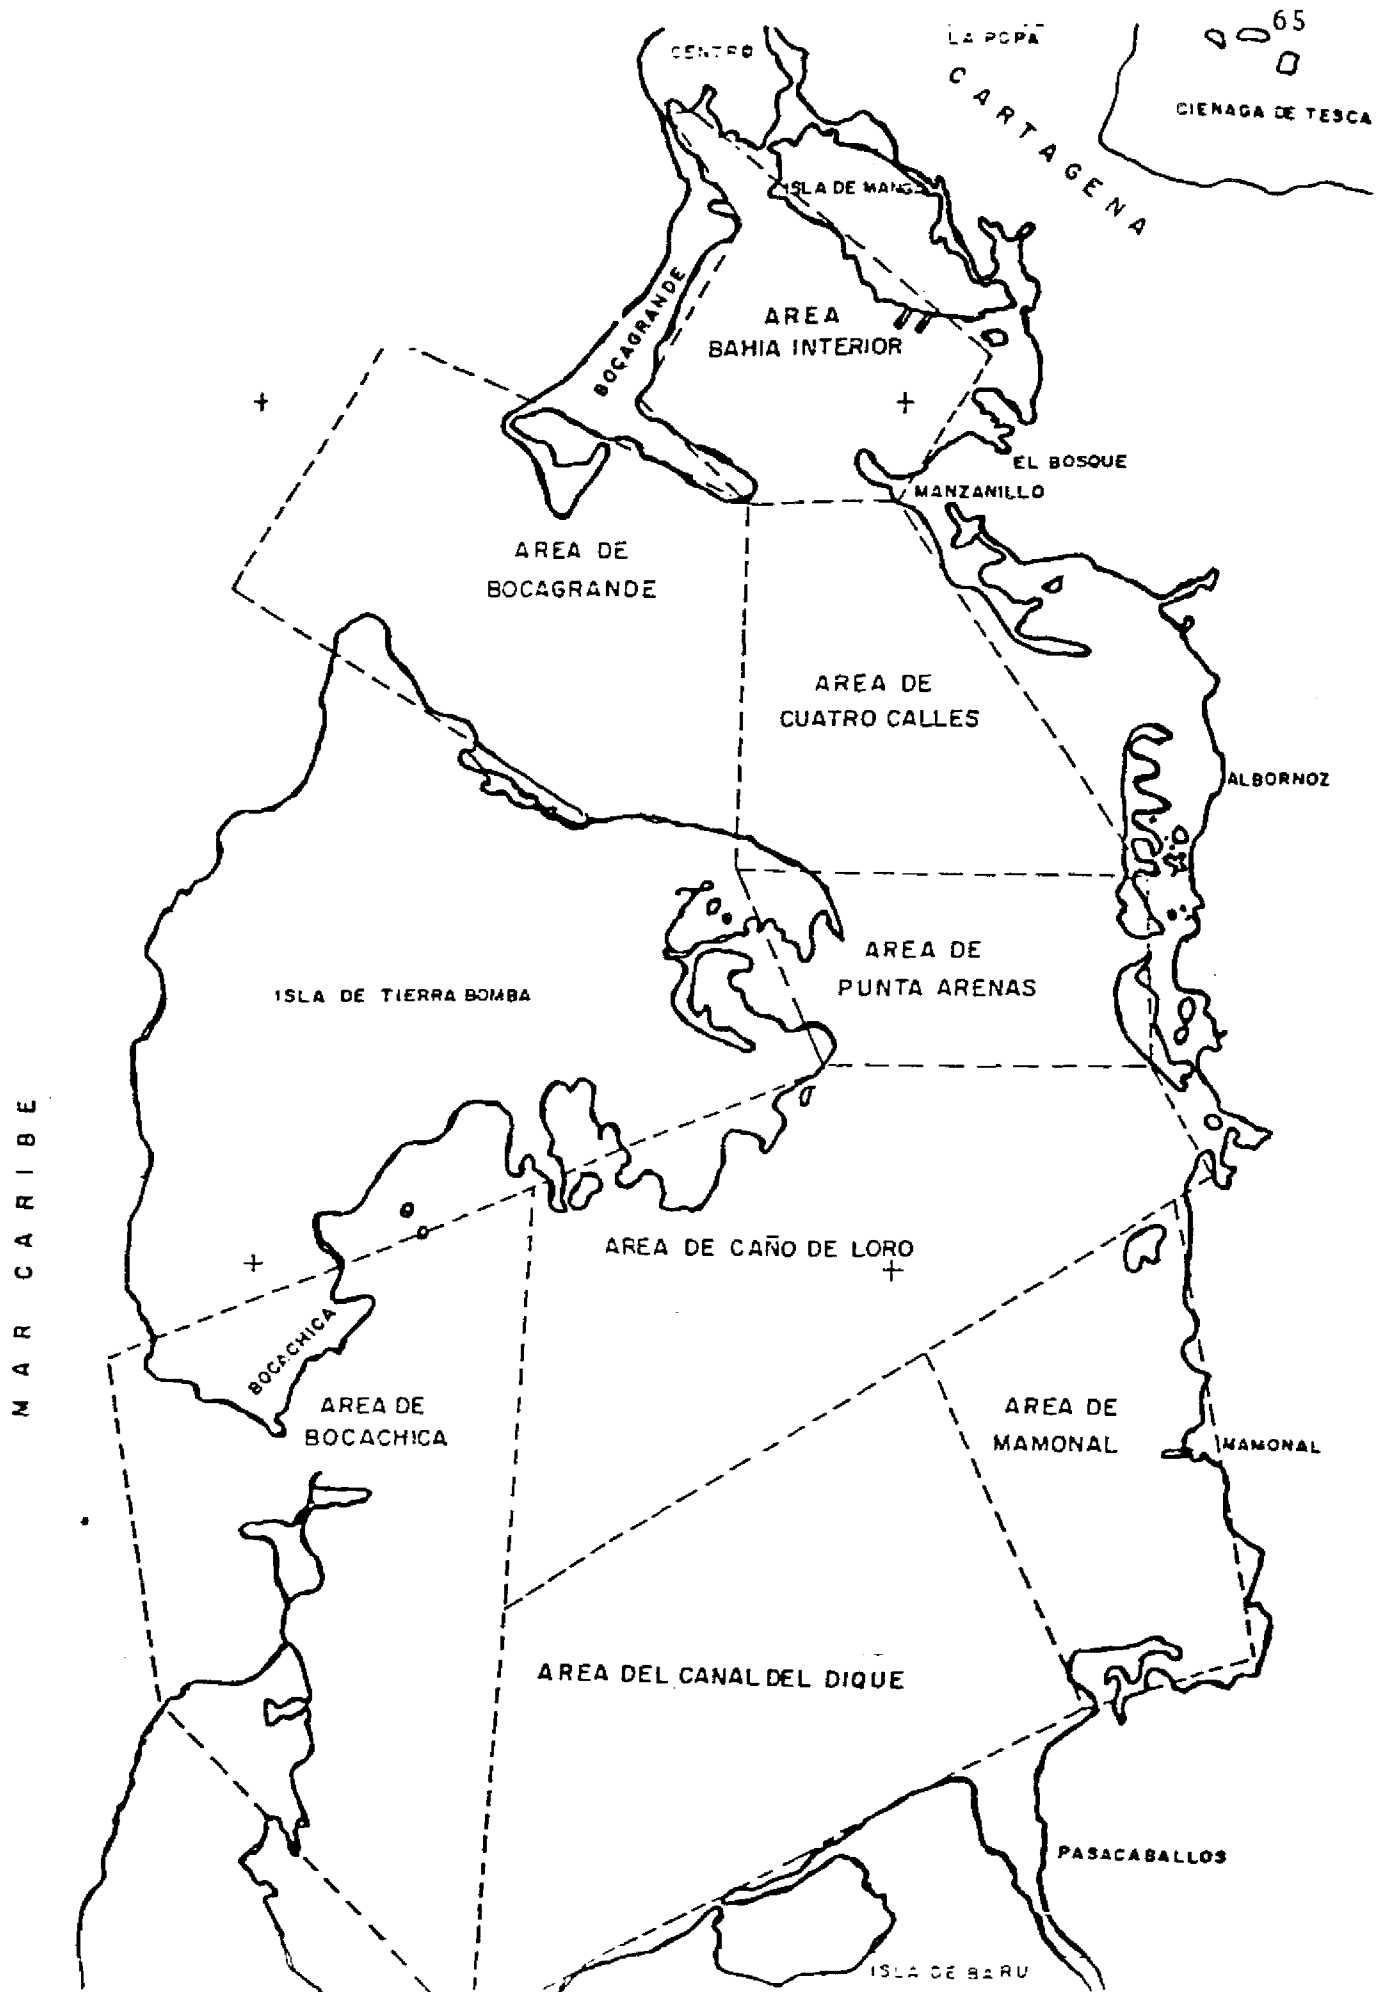 65
CENTRO
LA POPA
CARTAGENA
CIENAGA DE TESCA
ISLA DE MANGA
BOCAGRANDE
AREA
BAHIA INTERIOR
EL BOSQUE
MANZANILLO
AREA DE
BOCAGRANDE
AREA DE
CUATRO CALLES
ALBORNOZ
AREA DE
PUNTA ARENAS
ISLA DE TIERRA BOMBA
MAR CARIBE
AREA DE CAÑO DE LORO
BOCACHICA
AREA DE
BOCACHICA
AREA DE
MAMONAL
MAMONAL
AREA DEL CANAL DEL DIQUE
PASACABALLOS
ISLA DE BARU